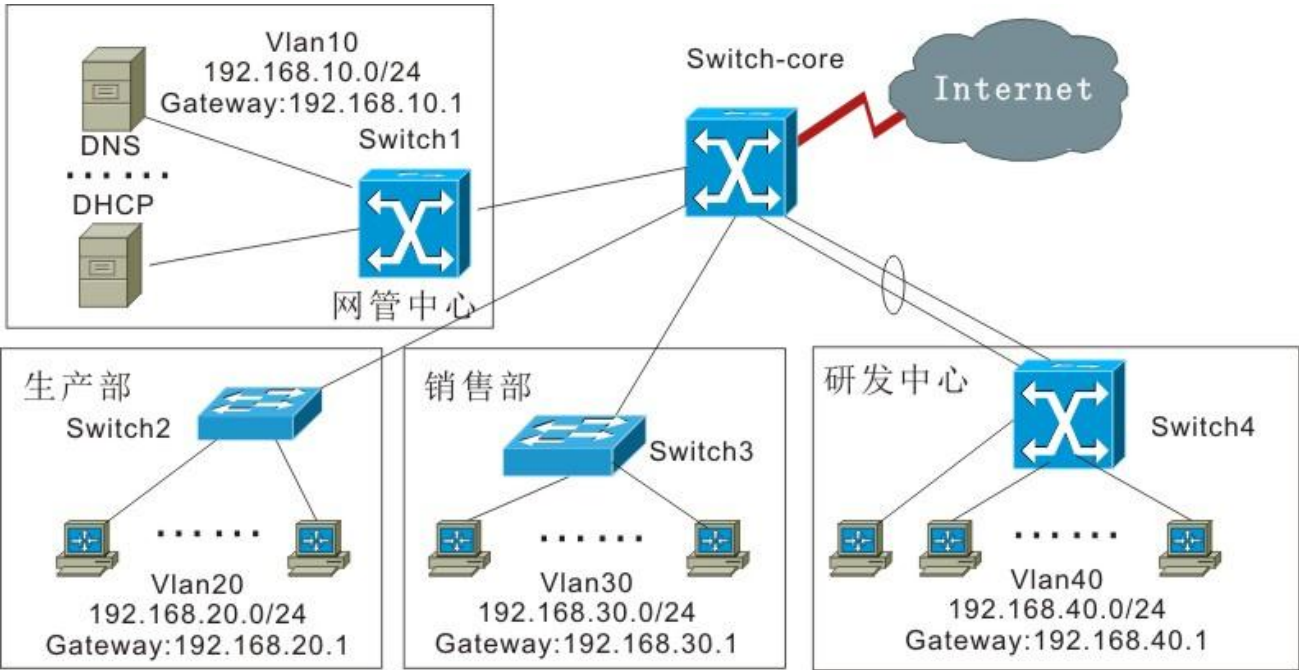 Vlan10
192.168.10.0/24
Gateway:192.168.10.1
Switch1
DNS
······
DHCP
网管中心
Switch-core
Internet
生产部
Switch2
······
Vlan20
192.168.20.0/24
Gateway:192.168.20.1
销售部
Switch3
······
Vlan30
192.168.30.0/24
Gateway:192.168.30.1
研发中心
Switch4
······
Vlan40
192.168.40.0/24
Gateway:192.168.40.1